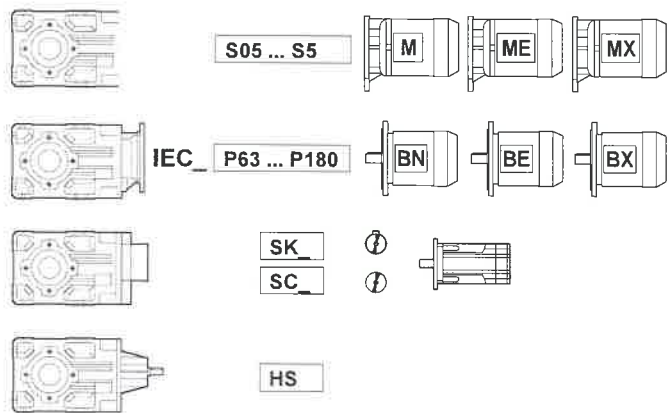 S05 ... S5 M ME MX
IEC_ P63 ... P180 BN BE BX
SK_
SC_
HS